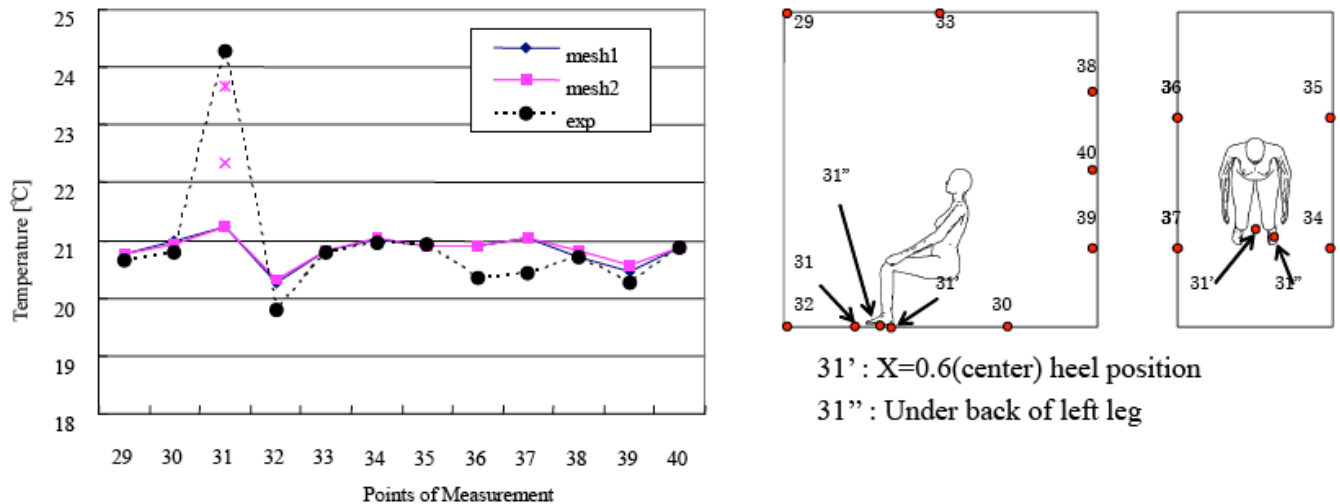 25
24
23
22
21
20
19
18
Temperature [℃]
mesh1
mesh2
exp
29 30 31 32 33 34 35 36 37 38 39 40
Points of Measurement
29 33
38
31”
40
39
31
31’
32 30
36 35
37 34
31’ 31”
31’ : X=0.6(center) heel position
31” : Under back of left leg